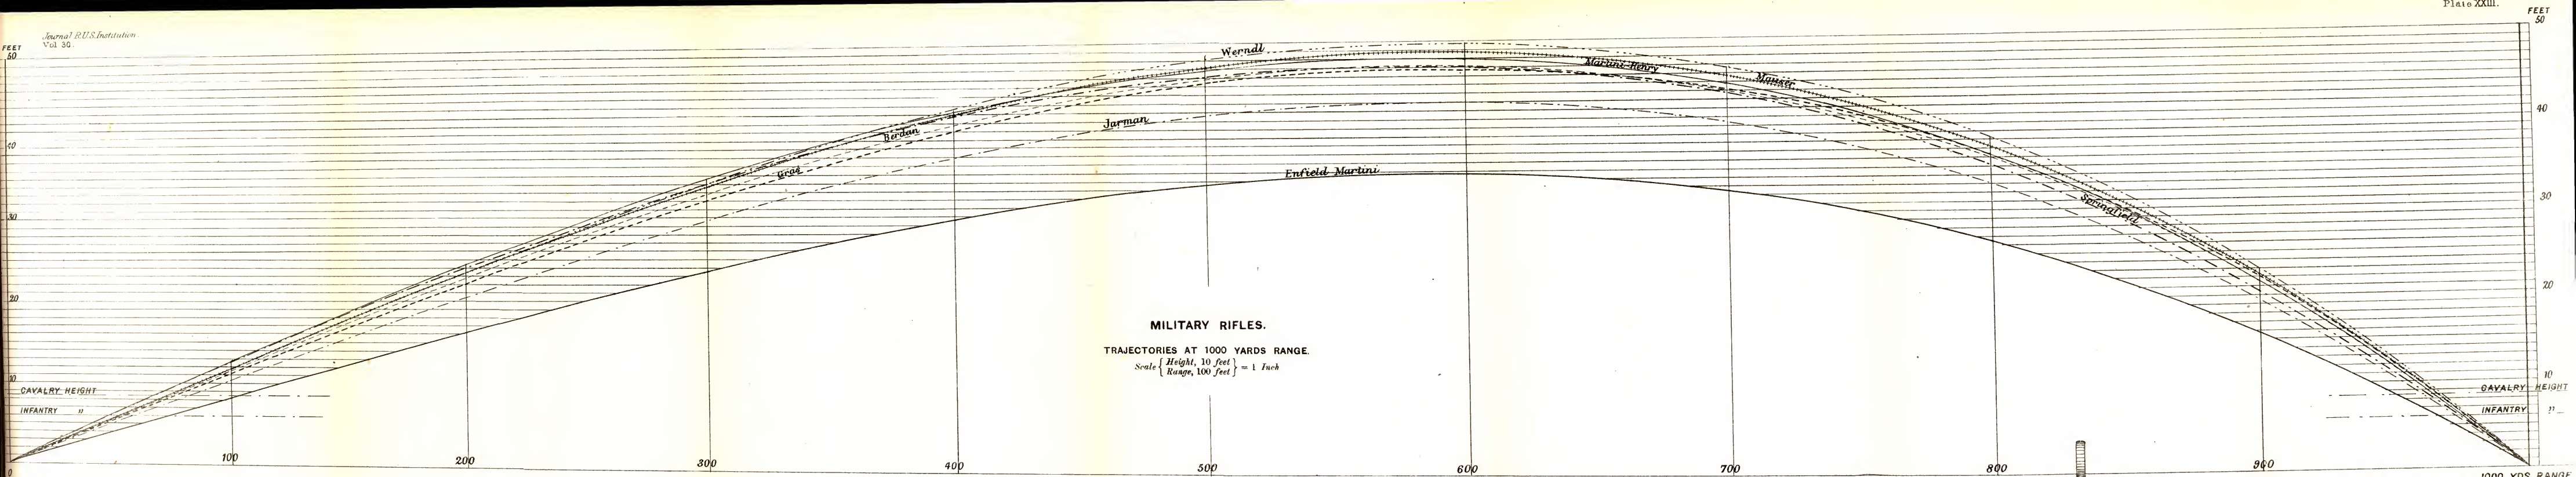 Journal R.U.S. Institution.
Vol 30.
Plate XXIII.
FEET
50
40
30
20
10
0
FEET
50
40
30
20
10
Werndl
Martini-Henry
Mauser
Berdan
Jarman
Gras
Enfield Martini
Springfield
MILITARY RIFLES.
TRAJECTORIES AT 1000 YARDS RANGE.
Scale { Height, 10 feet
Range, 100 feet } = 1 Inch
CAVALRY HEIGHT
INFANTRY "
CAVALRY HEIGHT
INFANTRY "
100
200
300
400
500
600
700
800
900
1000 YDS RANGE